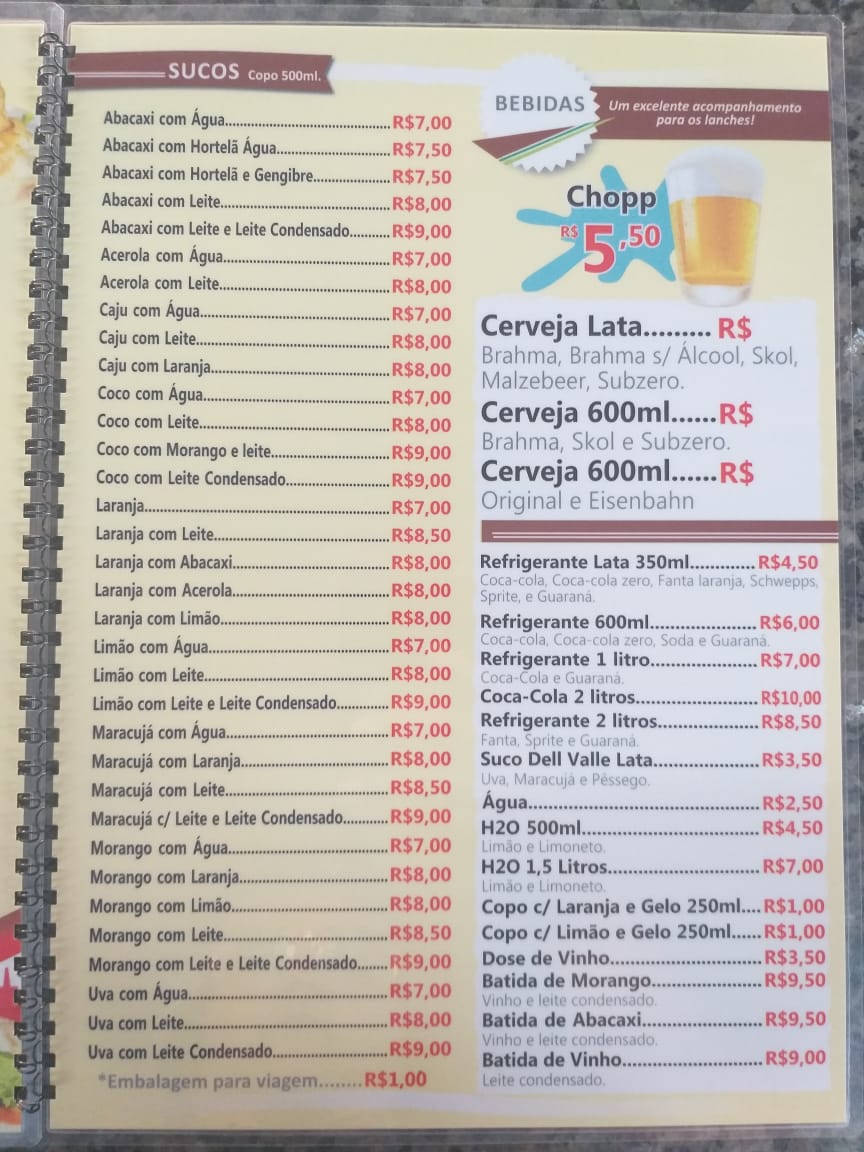 SUCOS Copo 500ml.
Abacaxi com Água..........R$7,00
Abacaxi com Hortelã Água..........R$7,50
Abacaxi com Hortelã e Gengibre..........R$7,50
Abacaxi com Leite..........R$8,00
Abacaxi com Leite e Leite Condensado..........R$9,00
Acerola com Água..........R$7,00
Acerola com Leite..........R$8,00
Caju com Água..........R$7,00
Caju com Leite..........R$8,00
Caju com Laranja..........R$8,00
Coco com Água..........R$7,00
Coco com Leite..........R$8,00
Coco com Morango e leite..........R$9,00
Coco com Leite Condensado..........R$9,00
Laranja..........R$7,00
Laranja com Leite..........R$8,50
Laranja com Abacaxi..........R$8,00
Laranja com Acerola..........R$8,00
Laranja com Limão..........R$8,00
Limão com Água..........R$7,00
Limão com Leite..........R$8,00
Limão com Leite e Leite Condensado..........R$9,00
Maracujá com Água..........R$7,00
Maracujá com Laranja..........R$8,00
Maracujá com Leite..........R$8,50
Maracujá c/ Leite e Leite Condensado..........R$9,00
Morango com Água..........R$7,00
Morango com Laranja..........R$8,00
Morango com Limão..........R$8,00
Morango com Leite..........R$8,50
Morango com Leite e Leite Condensado........R$9,00
Uva com Água..........R$7,00
Uva com Leite..........R$8,00
Uva com Leite Condensado..........R$9,00
*Embalagem para viagem........R$1,00
BEBIDAS
Um excelente acompanhamento
para os lanches!
Chopp
R$ 5,50
Cerveja Lata......... R$
Brahma, Brahma s/ Álcool, Skol,
Malzebeer, Subzero.
Cerveja 600ml......R$
Brahma, Skol e Subzero.
Cerveja 600ml......R$
Original e Eisenbahn
Refrigerante Lata 350ml.............R$4,50
Coca-cola, Coca-cola zero, Fanta laranja, Schwepps,
Sprite, e Guaraná.
Refrigerante 600ml..........R$6,00
Coca-cola, Coca-cola zero, Soda e Guaraná.
Refrigerante 1 litro..........R$7,00
Coca-Cola e Guaraná.
Coca-Cola 2 litros..........R$10,00
Refrigerante 2 litros..........R$8,50
Fanta, Sprite e Guaraná.
Suco Dell Valle Lata..........R$3,50
Uva, Maracujá e Pêssego.
Água..........R$2,50
H2O 500ml..........R$4,50
Limão e Limoneto.
H2O 1,5 Litros..........R$7,00
Limão e Limoneto.
Copo c/ Laranja e Gelo 250ml....R$1,00
Copo c/ Limão e Gelo 250ml......R$1,00
Dose de Vinho..........R$3,50
Batida de Morango..........R$9,50
Vinho e leite condensado.
Batida de Abacaxi..........R$9,50
Vinho e leite condensado.
Batida de Vinho..........R$9,00
Leite condensado.